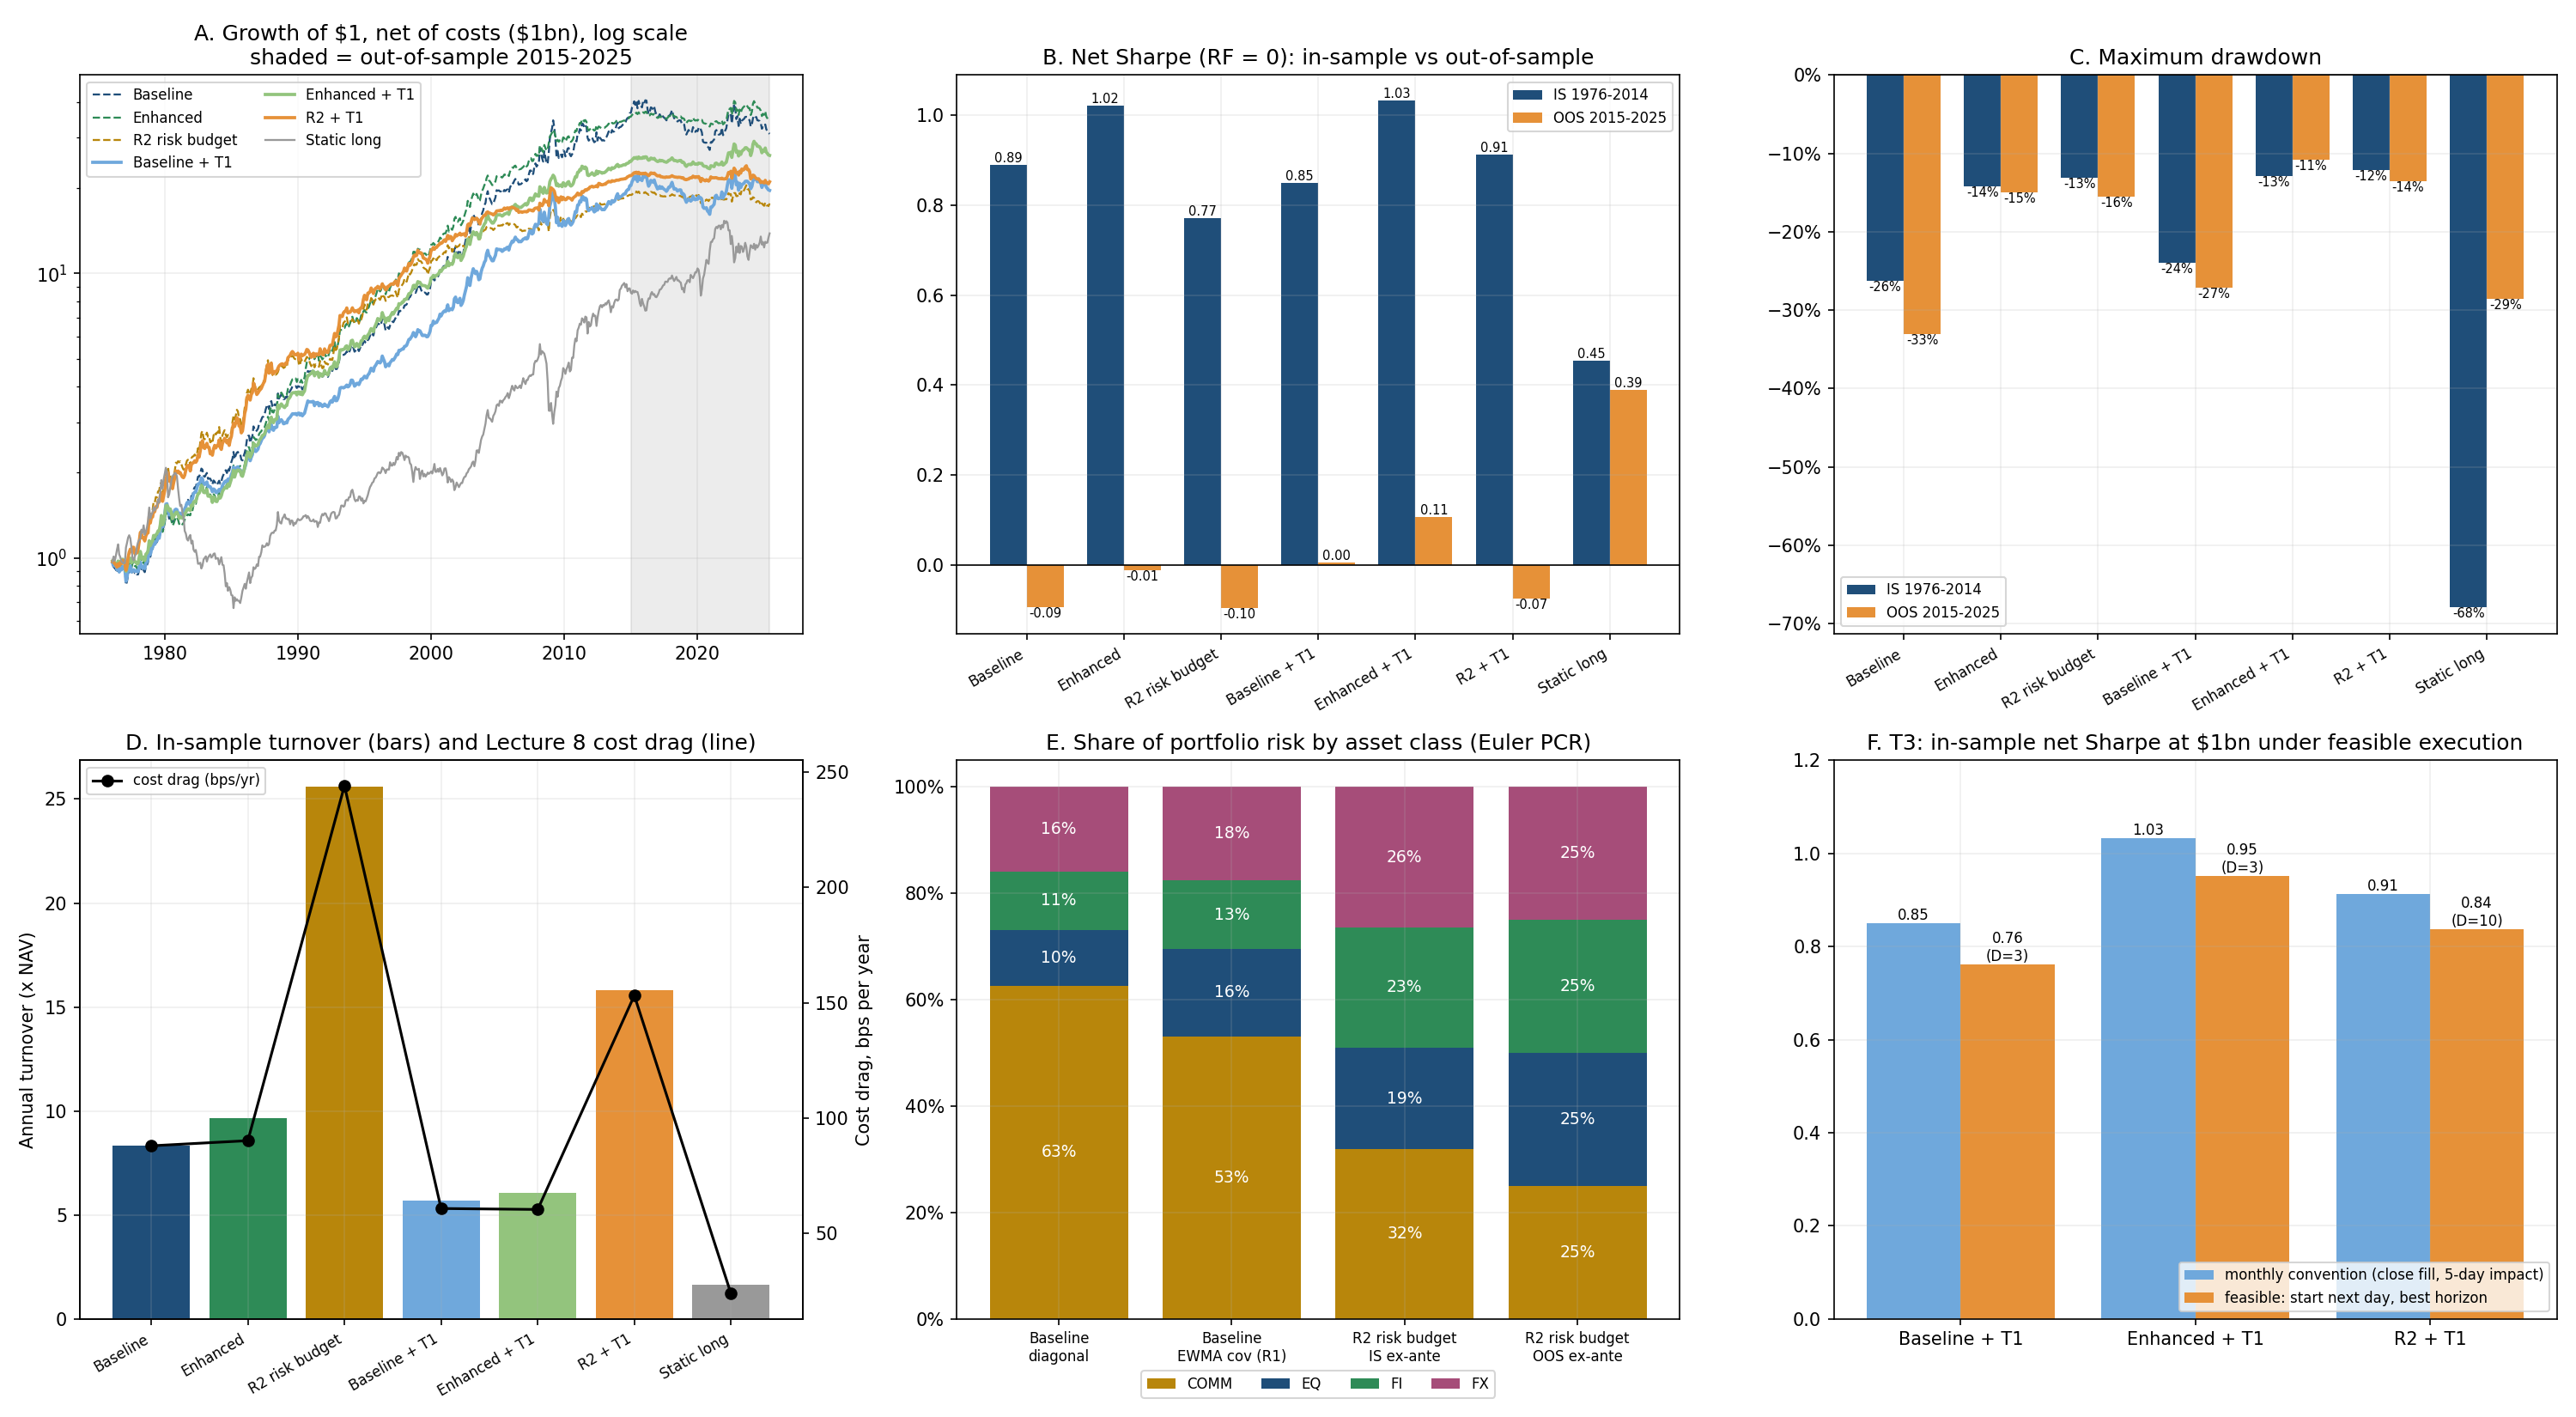 A. Growth of $1, net of costs ($1bn), log scale
shaded = out-of-sample 2015-2025
Baseline
Enhanced
R2 risk budget
Baseline + T1
Enhanced + T1
R2 + T1
Static long
10¹
10⁰
1980
1990
2000
2010
2020
B. Net Sharpe (RF = 0): in-sample vs out-of-sample
IS 1976-2014
OOS 2015-2025
1.0
0.8
0.6
0.4
0.2
0.0
0.89
-0.09
1.02
-0.01
0.77
-0.10
0.85
0.00
1.03
0.11
0.91
-0.07
0.45
0.39
Baseline
Enhanced
R2 risk budget
Baseline + T1
Enhanced + T1
R2 + T1
Static long
C. Maximum drawdown
0%
−10%
−20%
−30%
−40%
−50%
−60%
−70%
-26%
-33%
-14%
-15%
-13%
-16%
-24%
-27%
-13%
-11%
-12%
-14%
-68%
-29%
IS 1976-2014
OOS 2015-2025
Baseline
Enhanced
R2 risk budget
Baseline + T1
Enhanced + T1
R2 + T1
Static long
D. In-sample turnover (bars) and Lecture 8 cost drag (line)
cost drag (bps/yr)
Annual turnover (x NAV)
25
20
15
10
5
0
250
200
150
100
50
Cost drag, bps per year
Baseline
Enhanced
R2 risk budget
Baseline + T1
Enhanced + T1
R2 + T1
Static long
E. Share of portfolio risk by asset class (Euler PCR)
100%
80%
60%
40%
20%
0%
16%
11%
10%
63%
18%
13%
16%
53%
26%
23%
19%
32%
25%
25%
25%
25%
Baseline
diagonal
Baseline
EWMA cov (R1)
R2 risk budget
IS ex-ante
R2 risk budget
OOS ex-ante
COMM
EQ
FI
FX
F. T3: in-sample net Sharpe at $1bn under feasible execution
1.2
1.0
0.8
0.6
0.4
0.2
0.0
0.85
0.76
(D=3)
1.03
0.95
(D=3)
0.91
0.84
(D=10)
monthly convention (close fill, 5-day impact)
feasible: start next day, best horizon
Baseline + T1
Enhanced + T1
R2 + T1